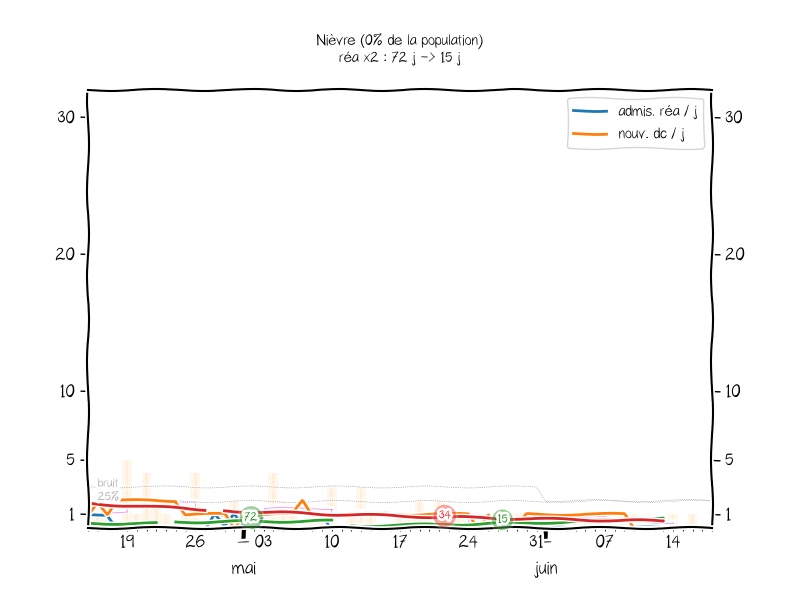 Nièvre (0% de la population)
réa x2 : 72 j -> 15 j
admis. réa / j
nouv. dc / j
30
30
20
20
10
10
5
5
bruit
25%
1
72
34
15
1
19 26 03 10 17 24 31 07 14
mai juin